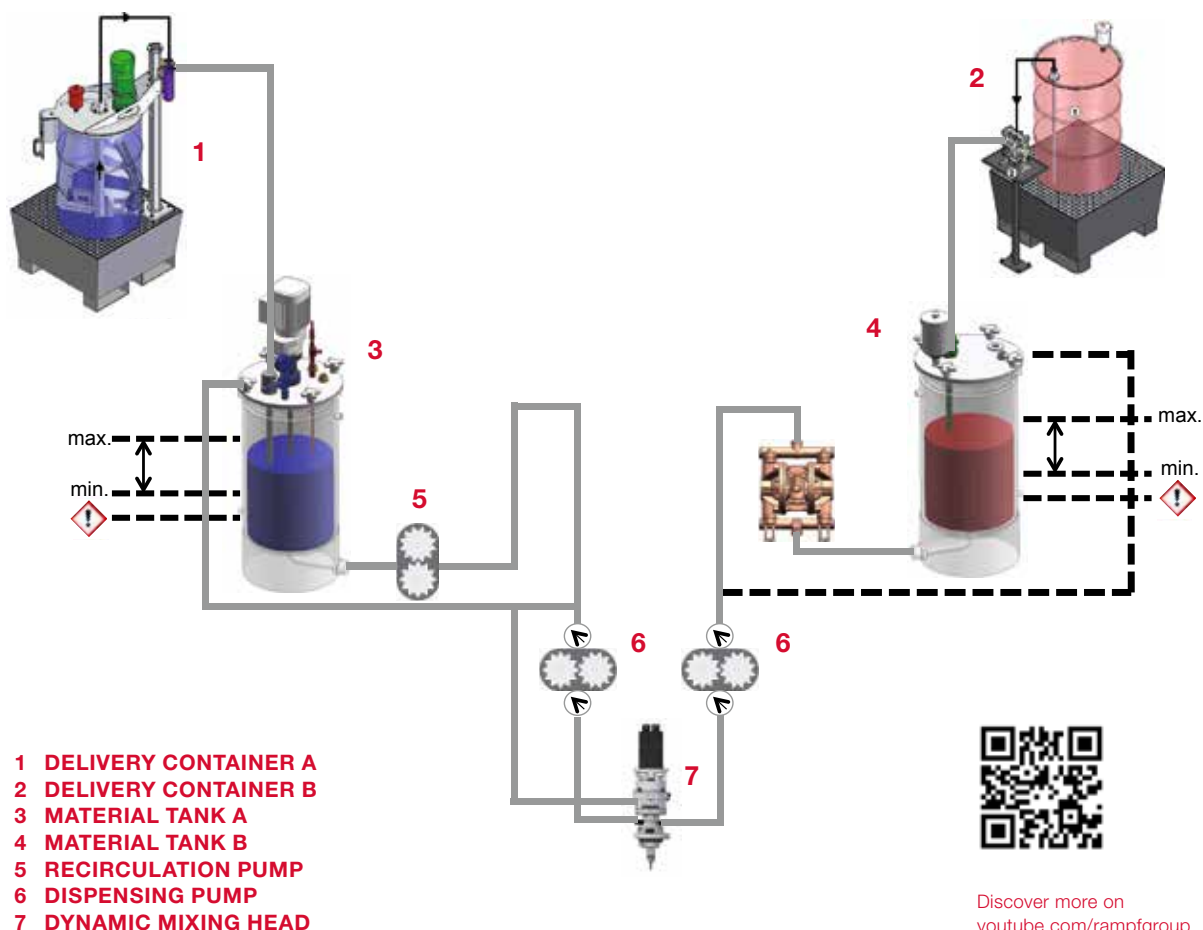 1
2
3
4
max.
min.
max.
min.
5
6
6
7
1 DELIVERY CONTAINER A
2 DELIVERY CONTAINER B
3 MATERIAL TANK A
4 MATERIAL TANK B
5 RECIRCULATION PUMP
6 DISPENSING PUMP
7 DYNAMIC MIXING HEAD
Discover more on
youtube.com/rampfgroup